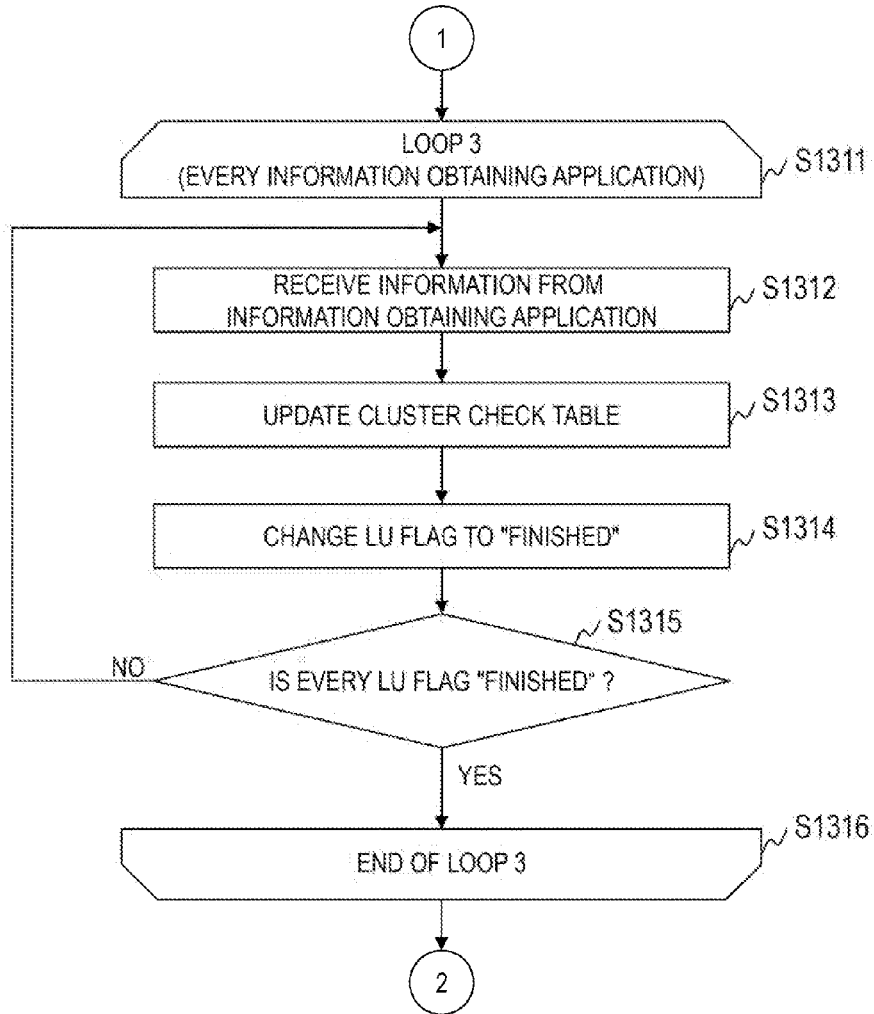 1
LOOP 3
(EVERY INFORMATION OBTAINING APPLICATION)
S1311
RECEIVE INFORMATION FROM
INFORMATION OBTAINING APPLICATION
S1312
UPDATE CLUSTER CHECK TABLE
S1313
CHANGE LU FLAG TO "FINISHED"
S1314
S1315
NO
IS EVERY LU FLAG "FINISHED" ?
YES
S1316
END OF LOOP 3
2